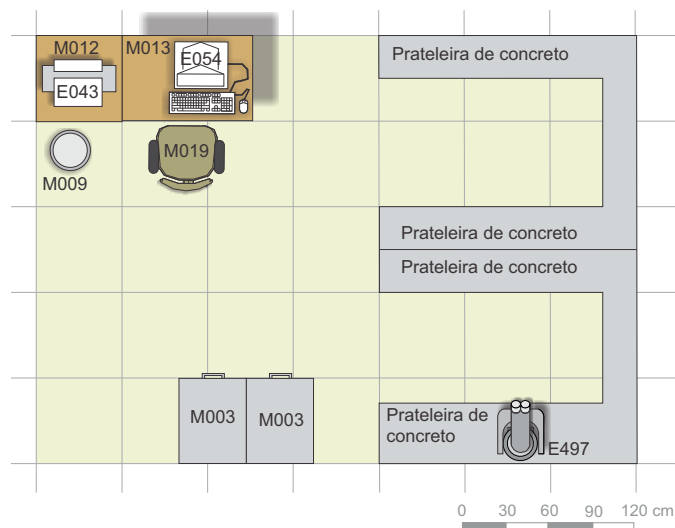 M012
M013
Prateleira de concreto
E054
E043
M019
M009
Prateleira de concreto
Prateleira de concreto
M003
M003
Prateleira de
concreto
E497
0 30 60 90 120 cm